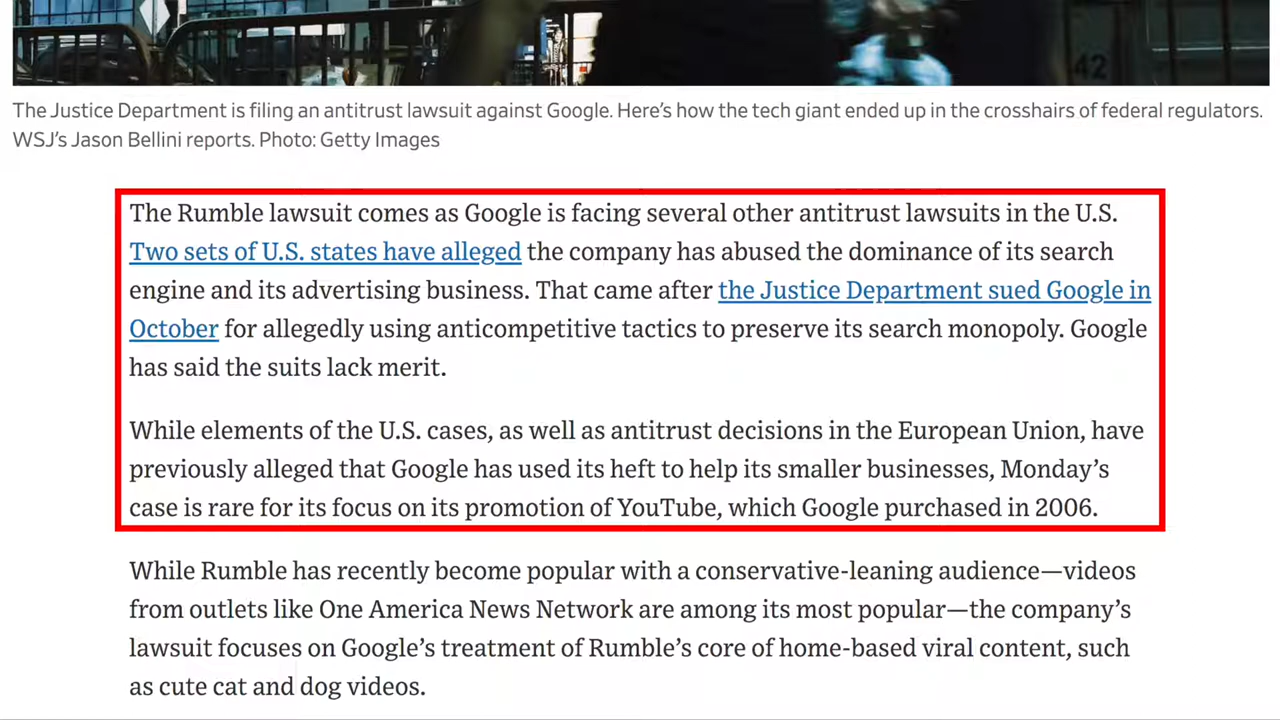 42
The Justice Department is filing an antitrust lawsuit against Google. Here’s how the tech giant ended up in the crosshairs of federal regulators.
WSJ’s Jason Bellini reports. Photo: Getty Images
The Rumble lawsuit comes as Google is facing several other antitrust lawsuits in the U.S.
Two sets of U.S. states have alleged the company has abused the dominance of its search
engine and its advertising business. That came after the Justice Department sued Google in
October for allegedly using anticompetitive tactics to preserve its search monopoly. Google
has said the suits lack merit.
While elements of the U.S. cases, as well as antitrust decisions in the European Union, have
previously alleged that Google has used its heft to help its smaller businesses, Monday’s
case is rare for its focus on its promotion of YouTube, which Google purchased in 2006.
While Rumble has recently become popular with a conservative-leaning audience—videos
from outlets like One America News Network are among its most popular—the company’s
lawsuit focuses on Google’s treatment of Rumble’s core of home-based viral content, such
as cute cat and dog videos.